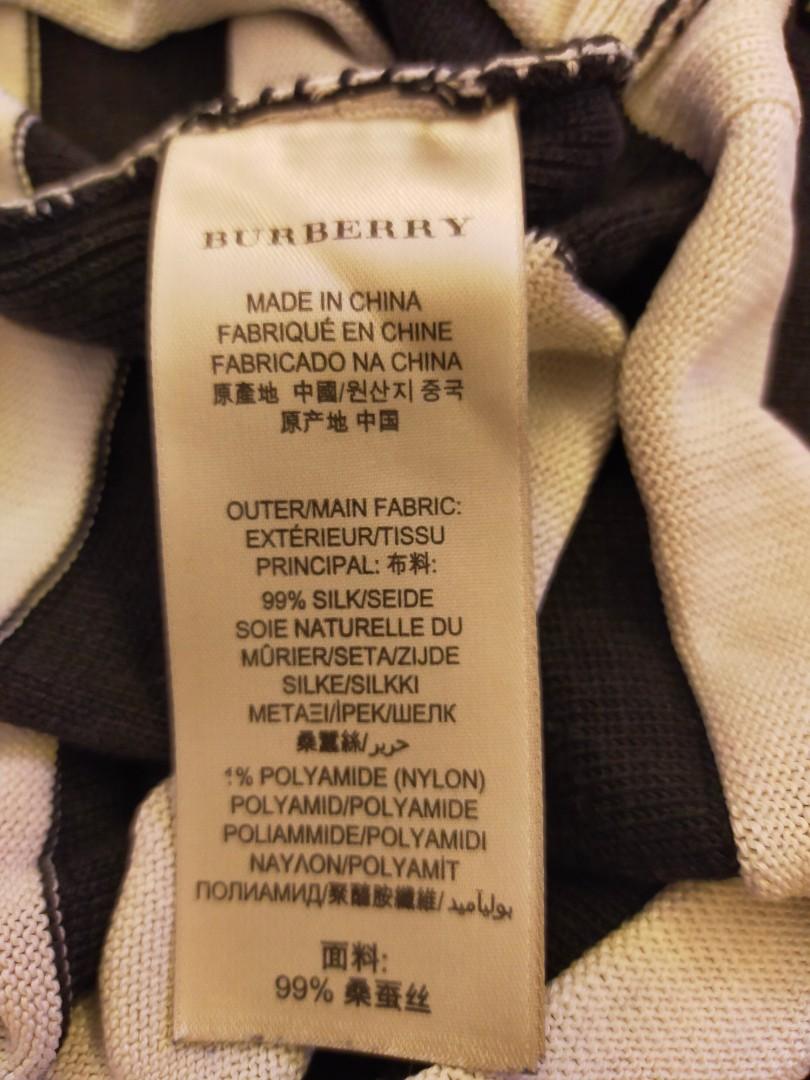 BURBERRY
MADE IN CHINA
FABRIQUÉ EN CHINE
FABRICADO NA CHINA
原產地 中國/원산지 중국
原产地 中国
OUTER/MAIN FABRIC:
EXTÉRIEUR/TISSU
PRINCIPAL: 布料:
99% SILK/SEIDE
SOIE NATURELLE DU
MÛRIER/SETA/ZIJDE
SILKE/SILKKI
ΜΕΤΑΞΙ/İPEK/ШЕЛК
桑蠶絲/حرير
1% POLYAMIDE (NYLON)
POLYAMID/POLYAMIDE
POLIAMMIDE/POLYAMIDI
ΝΑΥΛΟΝ/POLYAMİT
ПОЛИАМИД/聚醯胺纖維/بوليآميد
面料:
99% 桑蚕丝